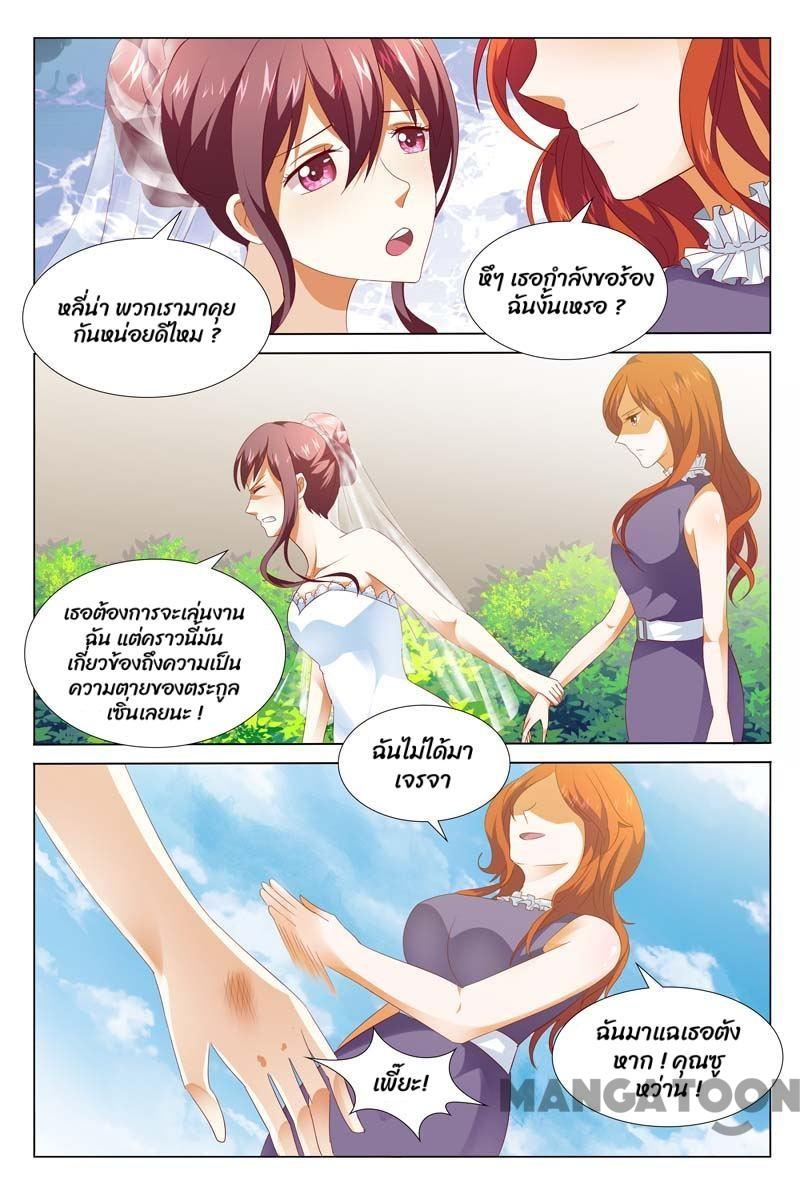 หลี่น่า พวกเรามาคุย
กันหน่อยดีไหม ?
หึๆ เธอกำลังขอร้อง
ฉันงั้นเหรอ ?
เธอต้องการจะเล่นงาน
ฉัน แต่คราวนี้มัน
เกี่ยวข้องถึงความเป็น
ความตายของตระกูล
เซิ่นเลยนะ !
ฉันไม่ได้มา
เจรจา
เพี๊ยะ!
ฉันมาแฉเธอตัง
หาก ! คุณซู
หว่าน !
MANGATOON